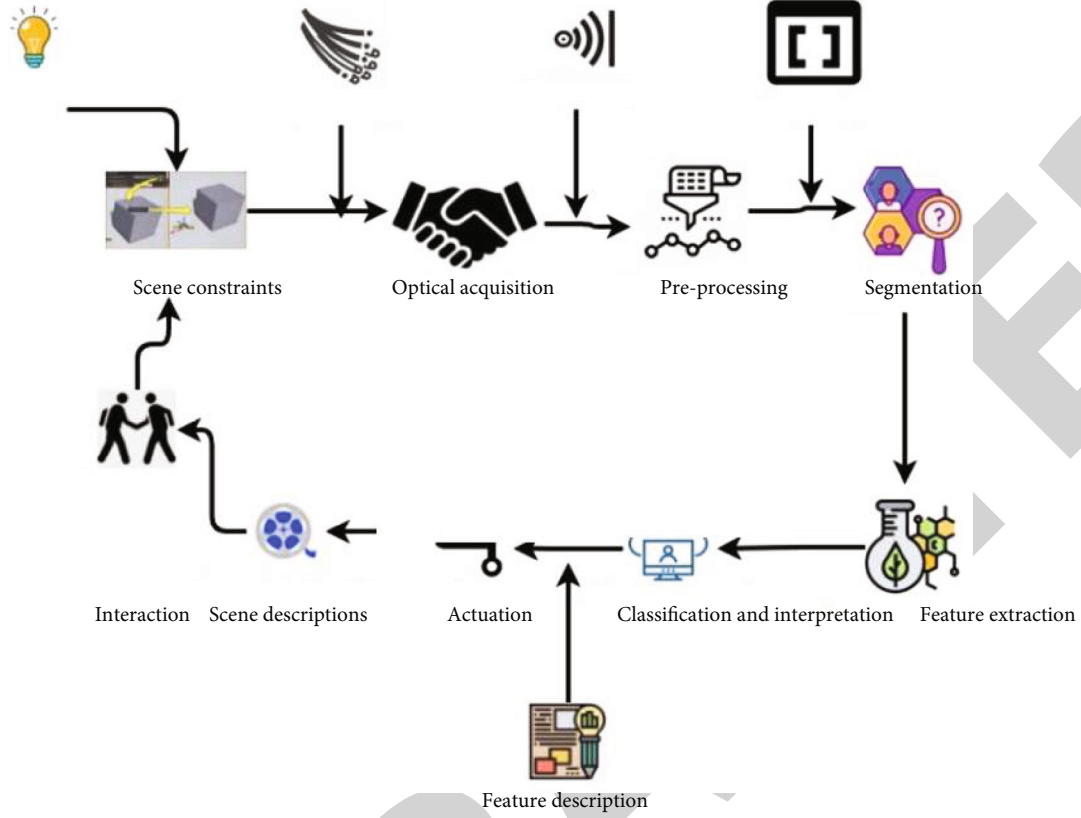 Scene constraints
Optical acquisition
Pre-processing
Segmentation
Interaction
Scene descriptions
Actuation
Classification and interpretation
Feature extraction
Feature description